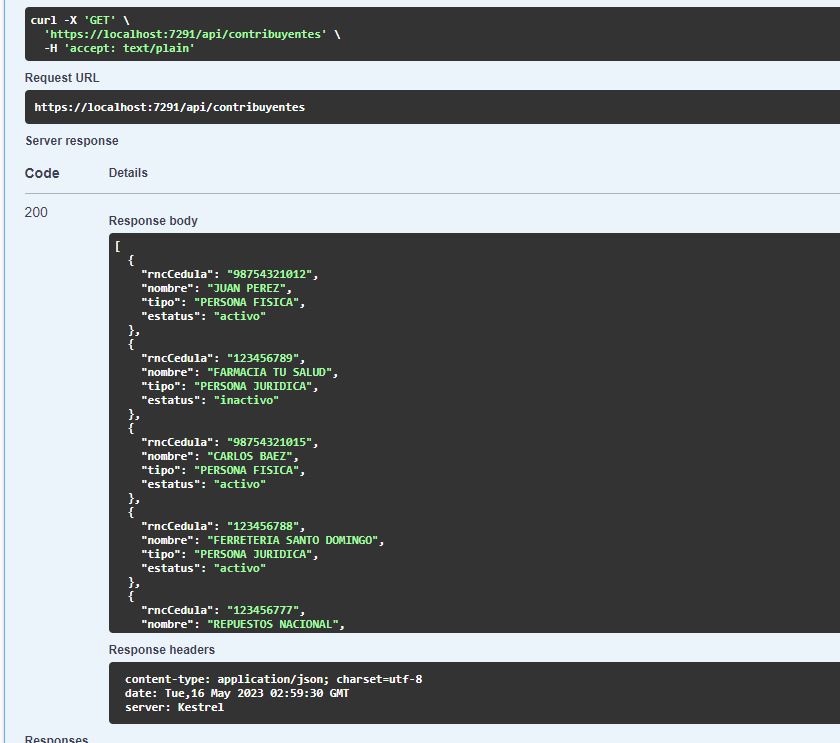 curl -X 'GET' \
  'https://localhost:7291/api/contribuyentes' \
  -H 'accept: text/plain'
Request URL
https://localhost:7291/api/contribuyentes
Server response
Code Details
200
Response body
[
  {
    "rncCedula": "98754321012",
    "nombre": "JUAN PEREZ",
    "tipo": "PERSONA FISICA",
    "estatus": "activo"
  },
  {
    "rncCedula": "123456789",
    "nombre": "FARMACIA TU SALUD",
    "tipo": "PERSONA JURIDICA",
    "estatus": "inactivo"
  },
  {
    "rncCedula": "98754321015",
    "nombre": "CARLOS BAEZ",
    "tipo": "PERSONA FISICA",
    "estatus": "activo"
  },
  {
    "rncCedula": "123456788",
    "nombre": "FERRETERIA SANTO DOMINGO",
    "tipo": "PERSONA JURIDICA",
    "estatus": "activo"
  },
  {
    "rncCedula": "123456777",
    "nombre": "REPUESTOS NACIONAL",
Response headers
content-type: application/json; charset=utf-8
date: Tue,16 May 2023 02:59:30 GMT
server: Kestrel
Responses